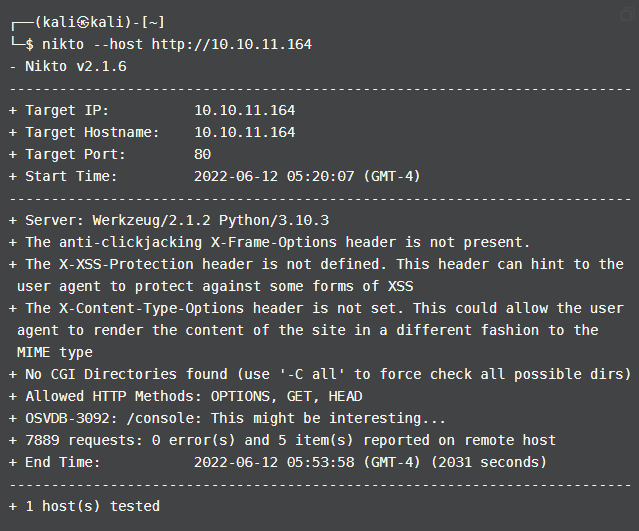 ┌──(kali㉿kali)-[~]
└─$ nikto --host http://10.10.11.164
- Nikto v2.1.6
---------------------------------------------------------------------------
+ Target IP:          10.10.11.164
+ Target Hostname:    10.10.11.164
+ Target Port:        80
+ Start Time:         2022-06-12 05:20:07 (GMT-4)
---------------------------------------------------------------------------
+ Server: Werkzeug/2.1.2 Python/3.10.3
+ The anti-clickjacking X-Frame-Options header is not present.
+ The X-XSS-Protection header is not defined. This header can hint to the
user agent to protect against some forms of XSS
+ The X-Content-Type-Options header is not set. This could allow the user
agent to render the content of the site in a different fashion to the
MIME type
+ No CGI Directories found (use '-C all' to force check all possible dirs)
+ Allowed HTTP Methods: OPTIONS, GET, HEAD
+ OSVDB-3092: /console: This might be interesting...
+ 7889 requests: 0 error(s) and 5 item(s) reported on remote host
+ End Time:           2022-06-12 05:53:58 (GMT-4) (2031 seconds)
---------------------------------------------------------------------------
+ 1 host(s) tested